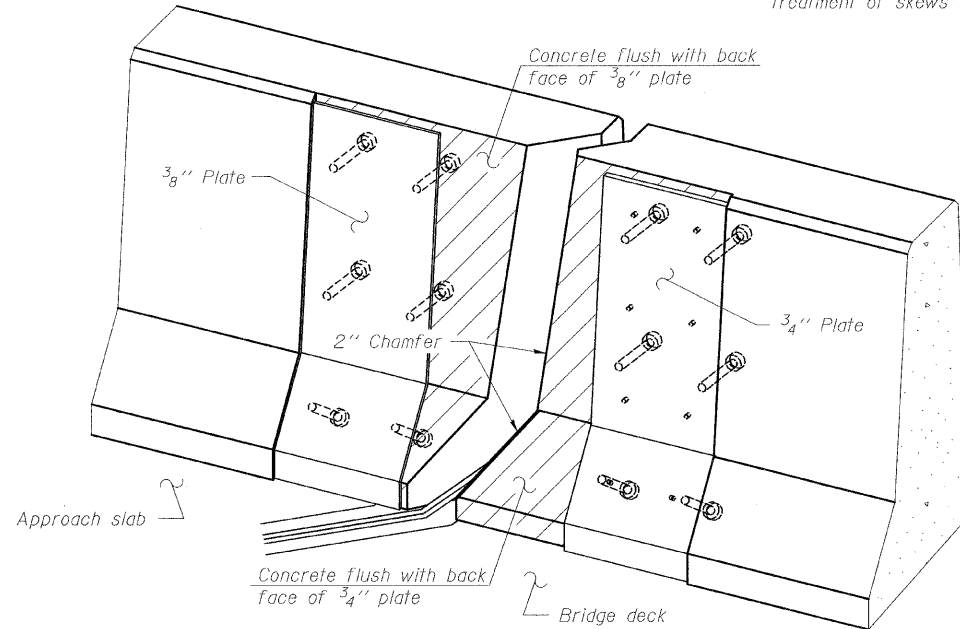 Treatment of skews
Concrete flush with back
face of 3/8" plate
3/8" Plate
2" Chamfer
3/4" Plate
Approach slab
Concrete flush with back
face of 3/4" plate
Bridge deck